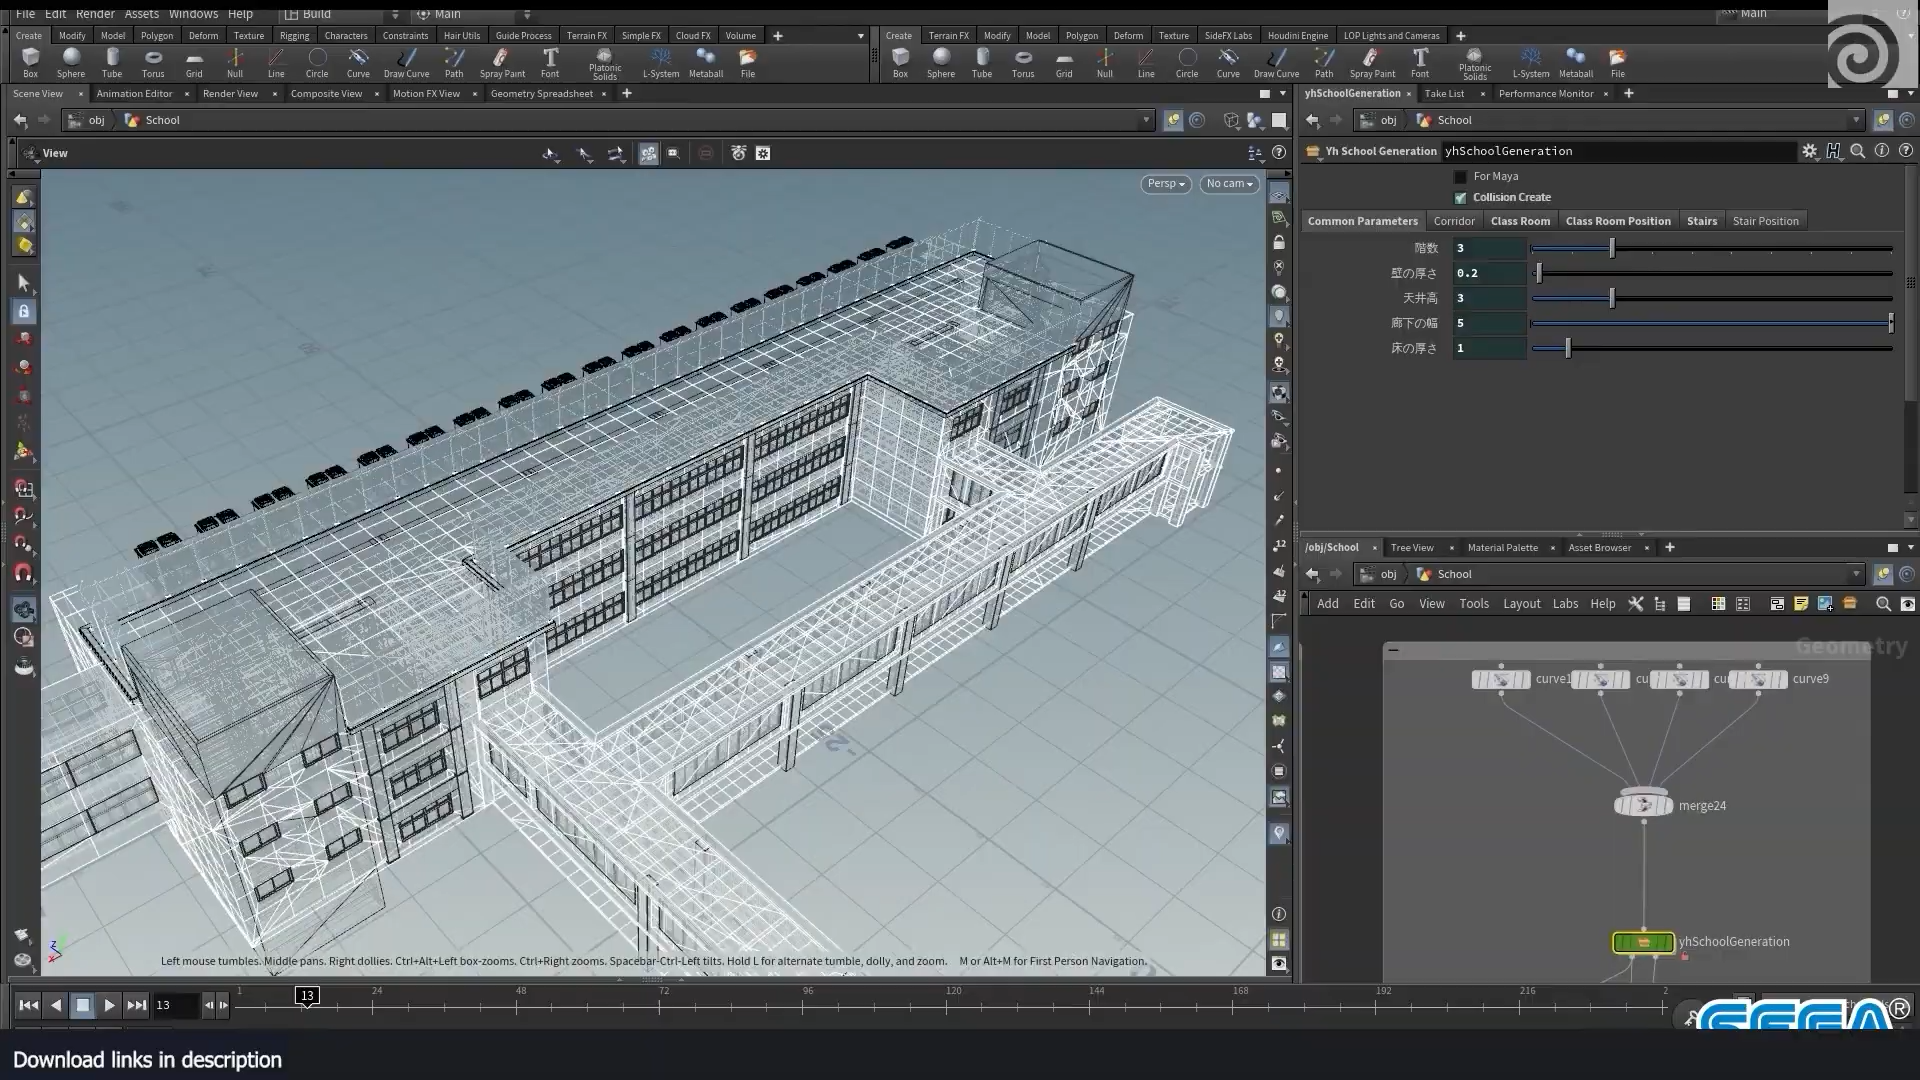 File Edit Render Assets Windows Help Build Main Main
Create Modify Model Polygon Deform Texture Rigging Characters Constraints Hair Utils Guide Process Terrain FX Simple FX Cloud FX Volume
Create Terrain FX Modify Model Polygon Deform Texture SideFX Labs Houdini Engine LOP Lights and Cameras
Box Sphere Tube Torus Grid Null Line Circle Curve Draw Curve Path Spray Paint Font Platonic Solids L-System Metaball File
Box Sphere Tube Torus Grid Null Line Circle Curve Draw Curve Path Spray Paint Font Platonic Solids L-System Metaball File
Scene View Animation Editor Render View Composite View Motion FX View Geometry Spreadsheet
yhSchoolGeneration Take List Performance Monitor
obj School
obj School
View
Yh School Generation yhSchoolGeneration
Persp No cam
For Maya
Collision Create
Common Parameters Corridor Class Room Class Room Position Stairs Stair Position
階数 3
壁の厚さ 0.2
天井高 3
廊下の幅 5
床の厚さ 1
/obj/School Tree View Material Palette Asset Browser
obj School
Add Edit Go View Tools Layout Labs Help
Geometry
curve1 cu cu curve9
merge24
yhSchoolGeneration
12
12
Left mouse tumbles. Middle pans. Right dollies. Ctrl+Alt+Left box-zooms. Ctrl+Right zooms. Spacebar-Ctrl-Left tilts. Hold L for alternate tumble, dolly, and zoom. M or Alt+M for First Person Navigation.
13
1 13 24 48 72 96 120 144 168 192 216 2
SEGA®
Download links in description